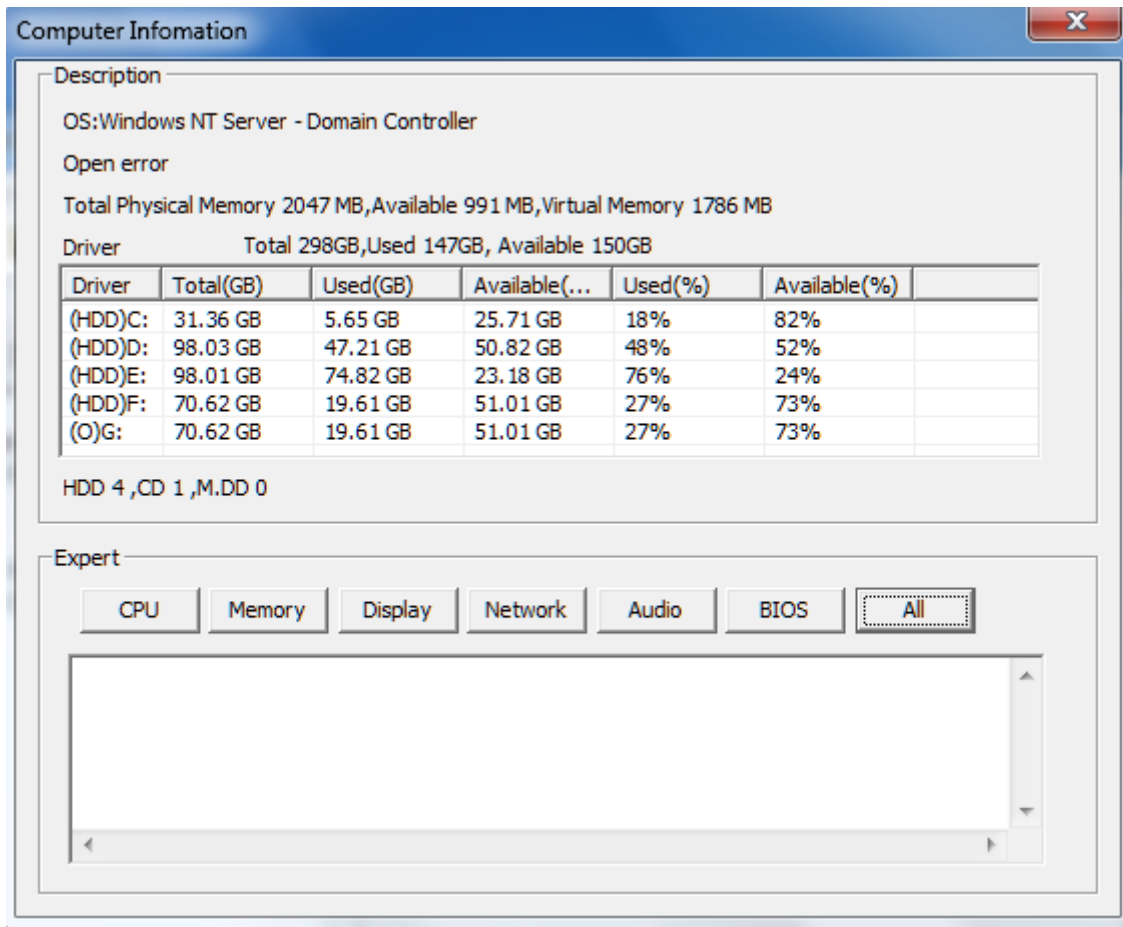 Computer Infomation
Description
OS:Windows NT Server - Domain Controller
Open error
Total Physical Memory 2047 MB,Available 991 MB,Virtual Memory 1786 MB
Driver Total 298GB,Used 147GB, Available 150GB
Driver Total(GB) Used(GB) Available(... Used(%) Available(%)
(HDD)C: 31.36 GB 5.65 GB 25.71 GB 18% 82%
(HDD)D: 98.03 GB 47.21 GB 50.82 GB 48% 52%
(HDD)E: 98.01 GB 74.82 GB 23.18 GB 76% 24%
(HDD)F: 70.62 GB 19.61 GB 51.01 GB 27% 73%
(O)G: 70.62 GB 19.61 GB 51.01 GB 27% 73%
HDD 4 ,CD 1 ,M.DD 0
Expert
CPU Memory Display Network Audio BIOS All